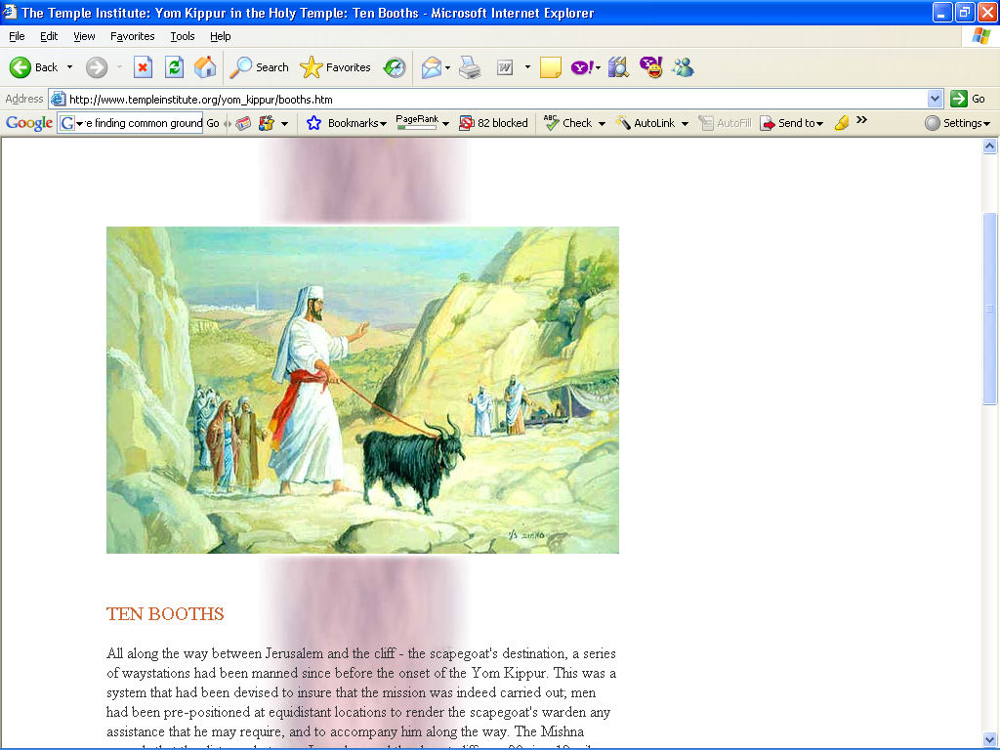 The Temple Institute: Yom Kippur in the Holy Temple: Ten Booths - Microsoft Internet Explorer
File Edit View Favorites Tools Help
Back Search Favorites
Address http://www.templeinstitute.org/yom_kippur/booths.htm Go
Google G finding common ground Go Bookmarks PageRank 82 blocked ABC Check AutoLink AutoFill Send to Settings
TEN BOOTHS
All along the way between Jerusalem and the cliff - the scapegoat's destination, a series
of waystations had been manned since before the onset of the Yom Kippur. This was a
system that had been devised to insure that the mission was indeed carried out; men
had been pre-positioned at equidistant locations to render the scapegoat's warden any
assistance that he may require, and to accompany him along the way. The Mishna